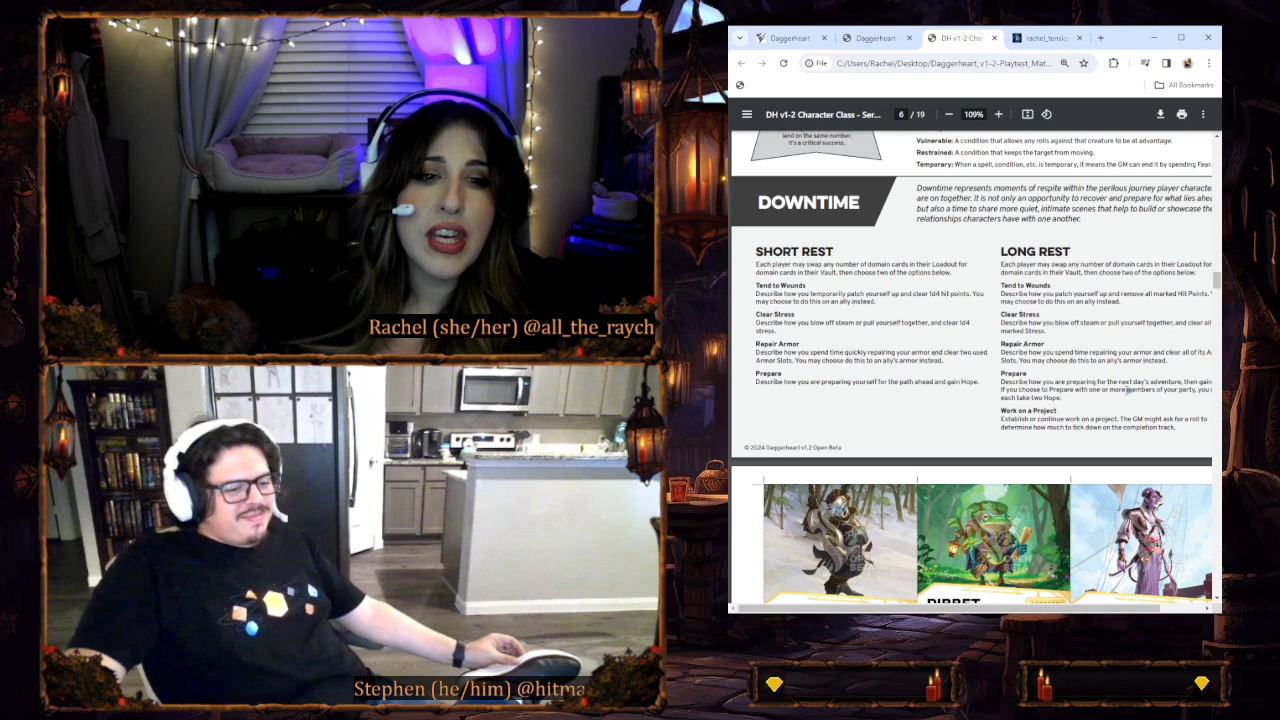 Rachel (she/her) @all_the_raych
Stephen (he/him) @hitma
Daggerheart
Daggerheart
DH v1-2 Cha
rachel_tensio
File
C:/Users/Rachel/Desktop/Daggerheart_v1-2-Playtest_Mat...
All Bookmarks
DH v1-2 Character Class - Ser...
6 / 19
109%
land on the same number,
it's a critical success.
Vulnerable: A condition that allows any rolls against that creature to be at advantage.
Restrained: A condition that keeps the target from moving.
Temporary: When a spell, condition, etc. is temporary, it means the GM can end it by spending Fear.
DOWNTIME
Downtime represents moments of respite within the perilous journey player characte
are on together. It is not only an opportunity to recover and prepare for what lies ahea
but also a time to share more quiet, intimate scenes that help to build or showcase the
relationships characters have with one another.
SHORT REST
Each player may swap any number of domain cards in their Loadout for
domain cards in their Vault, then choose two of the options below.
Tend to Wounds
Describe how you temporarily patch yourself up and clear 1d4 hit points. You
may choose to do this on an ally instead.
Clear Stress
Describe how you blow off steam or pull yourself together, and clear 1d4
stress.
Repair Armor
Describe how you spend time quickly repairing your armor and clear two used
Armor Slots. You may choose do this to an ally's armor instead.
Prepare
Describe how you are preparing yourself for the path ahead and gain Hope.
LONG REST
Each player may swap any number of domain cards in their Loadout for
domain cards in their Vault, then choose two of the options below.
Tend to Wounds
Describe how you patch yourself up and remove all marked Hit Points.
may choose to do this on an ally instead.
Clear Stress
Describe how you blow off steam or pull yourself together, and clear all
marked Stress.
Repair Armor
Describe how you spend time repairing your armor and clear all of its A
Slots. You may choose do this to an ally's armor instead.
Prepare
Describe how you are preparing for the next day's adventure, then gain
If you choose to Prepare with one or more members of your party, you
each take two Hope.
Work on a Project
Establish or continue work on a project. The GM might ask for a roll to
determine how much to tick down on the completion track.
© 2024 Daggerheart v1.2 Open Beta
OPEN
BETA
OPEN
BETA
OPEN
BETA
RIBBET